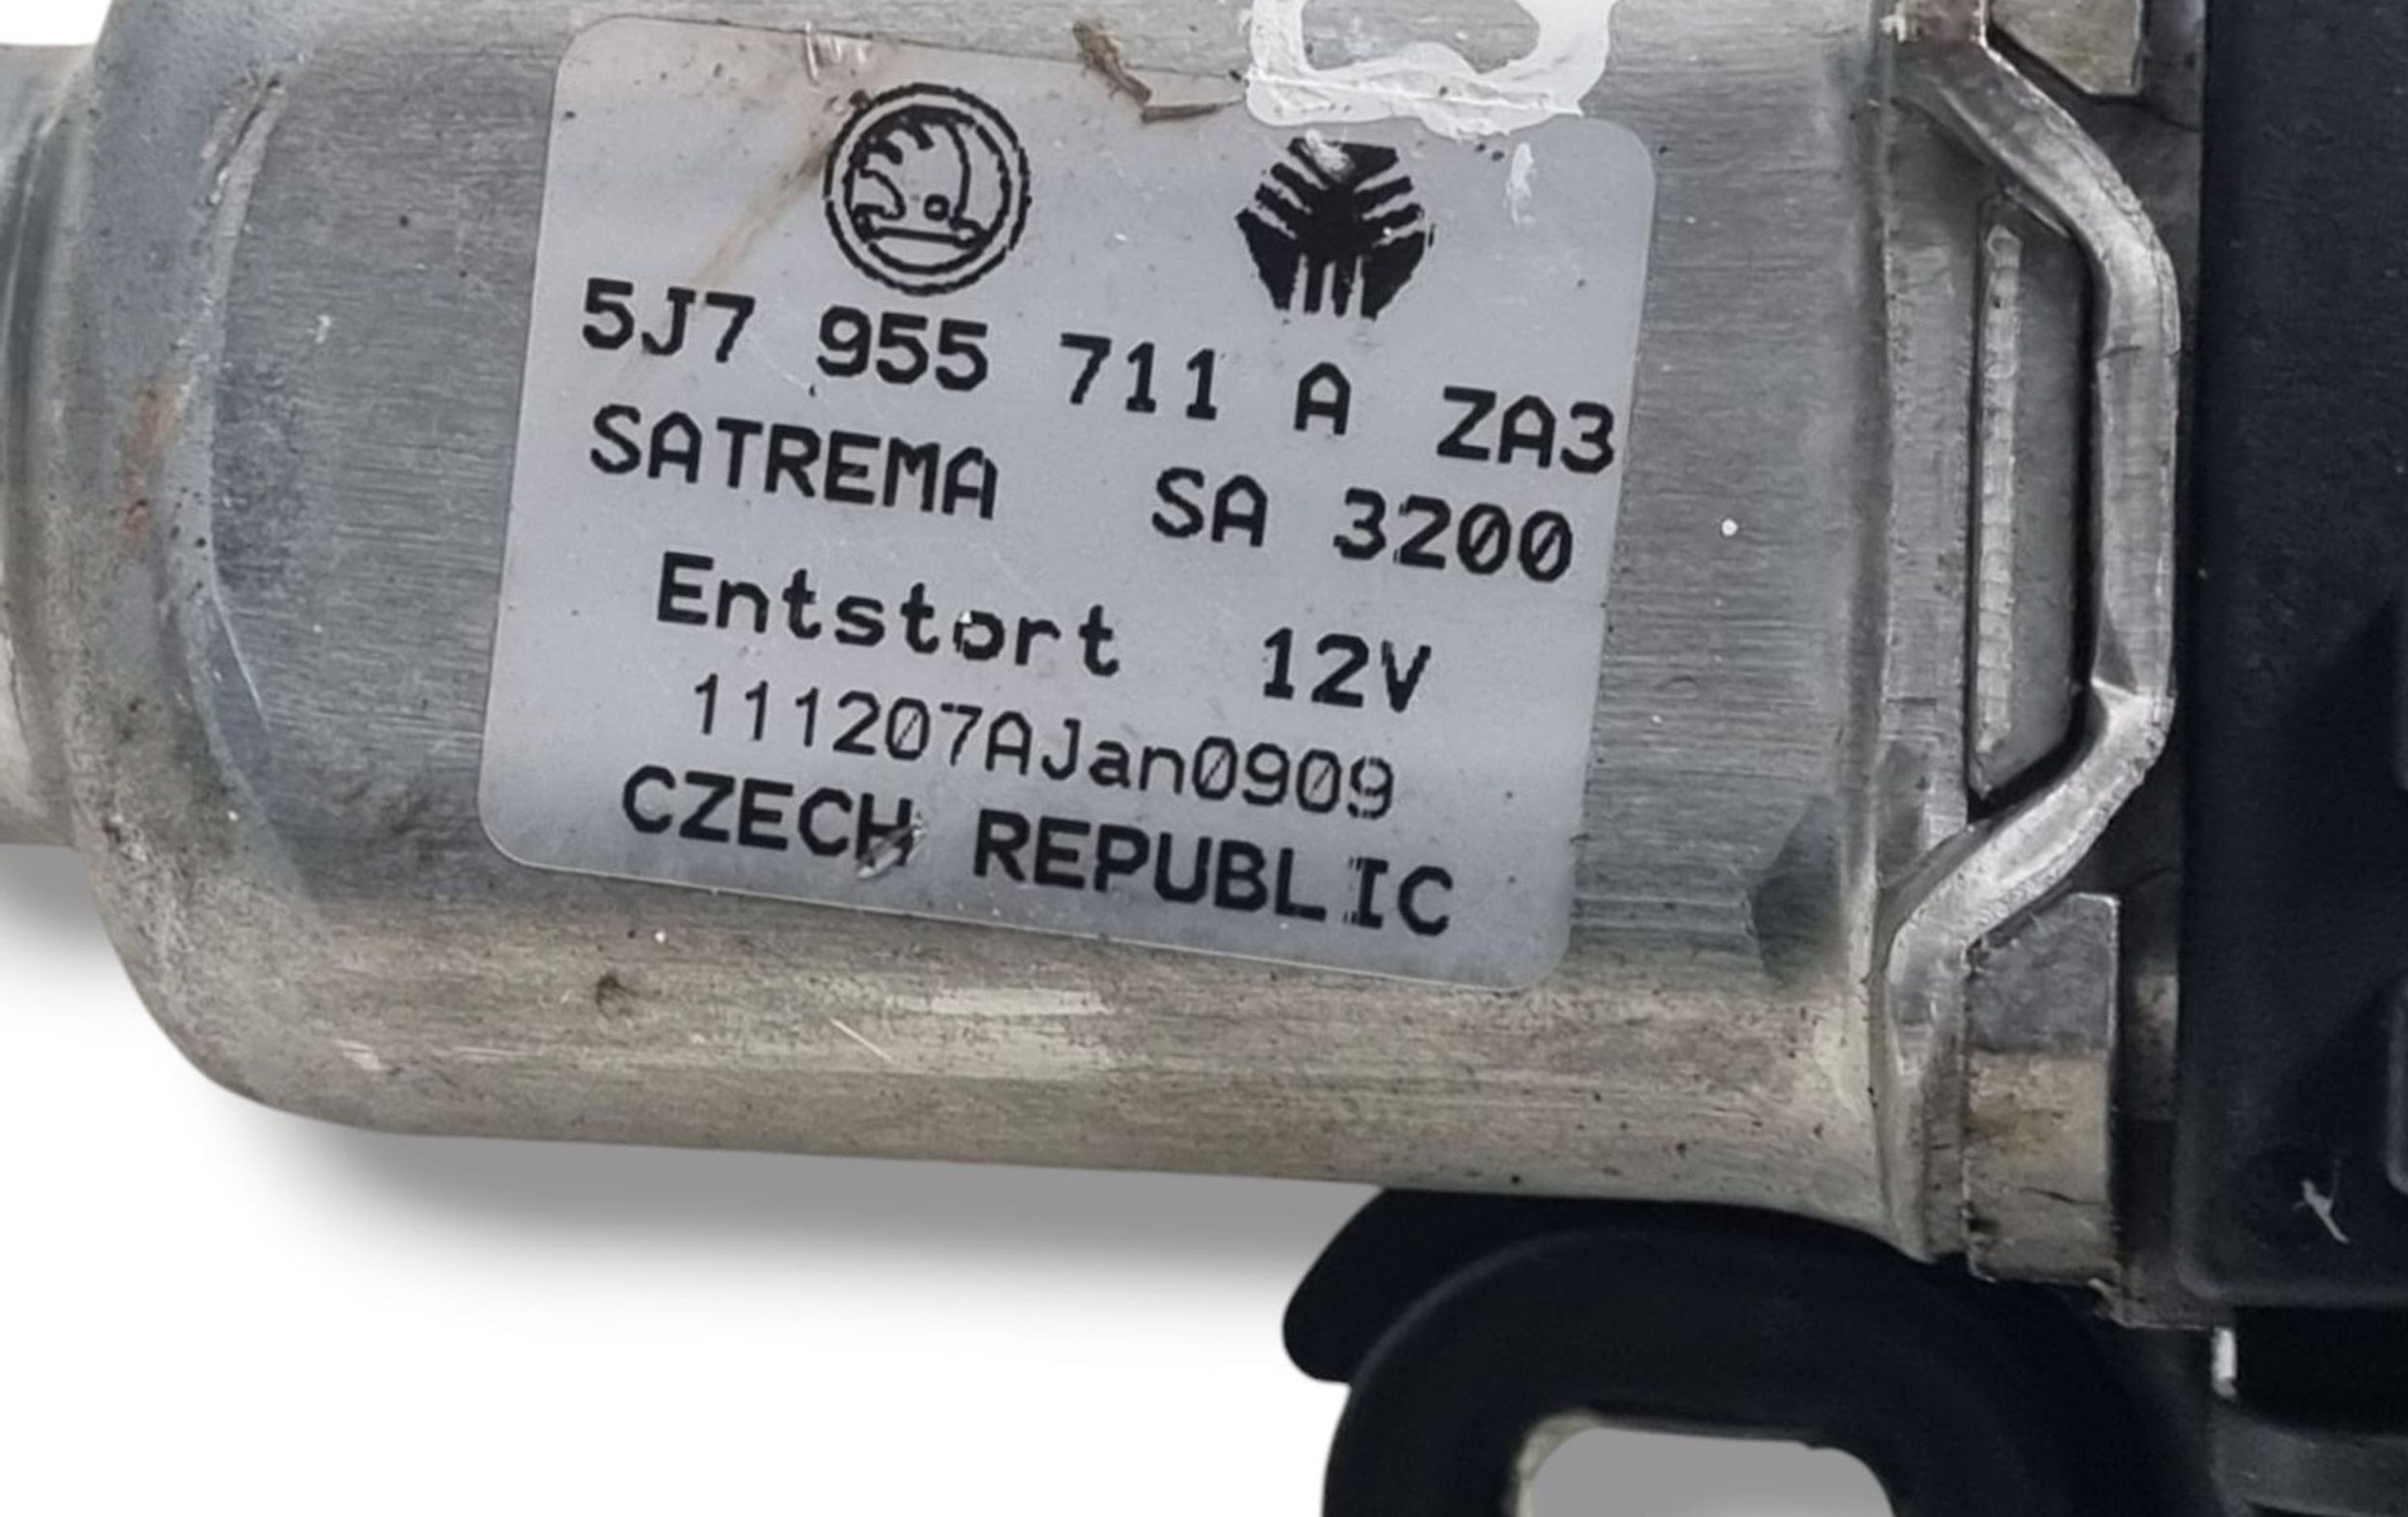 5J7 955 711 A ZA3
SATREMA SA 3200
Entstort 12V
111207AJan0909
CZECH REPUBLIC